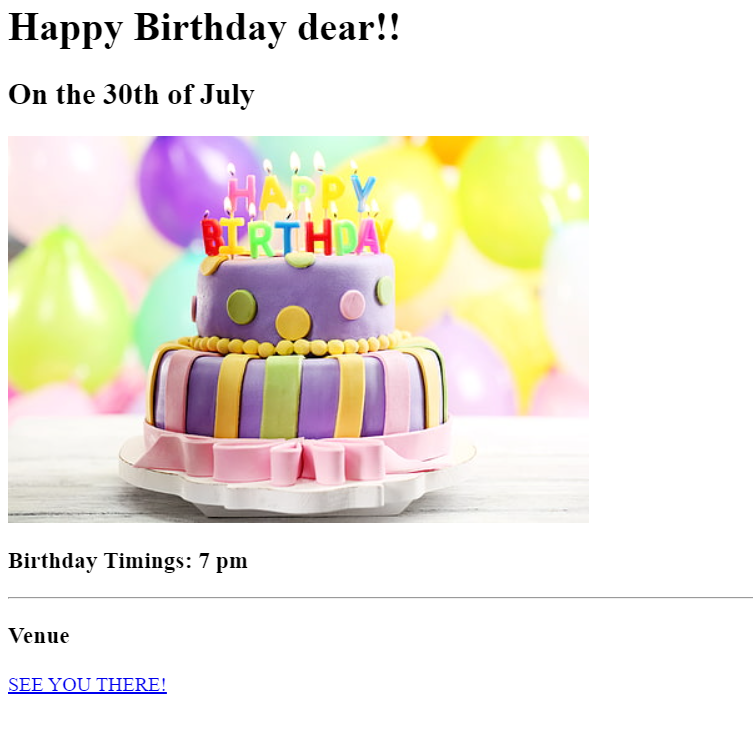 Happy Birthday dear!!
On the 30th of July
HAPPY
BIRTHDAY
Birthday Timings: 7 pm
Venue
SEE YOU THERE!